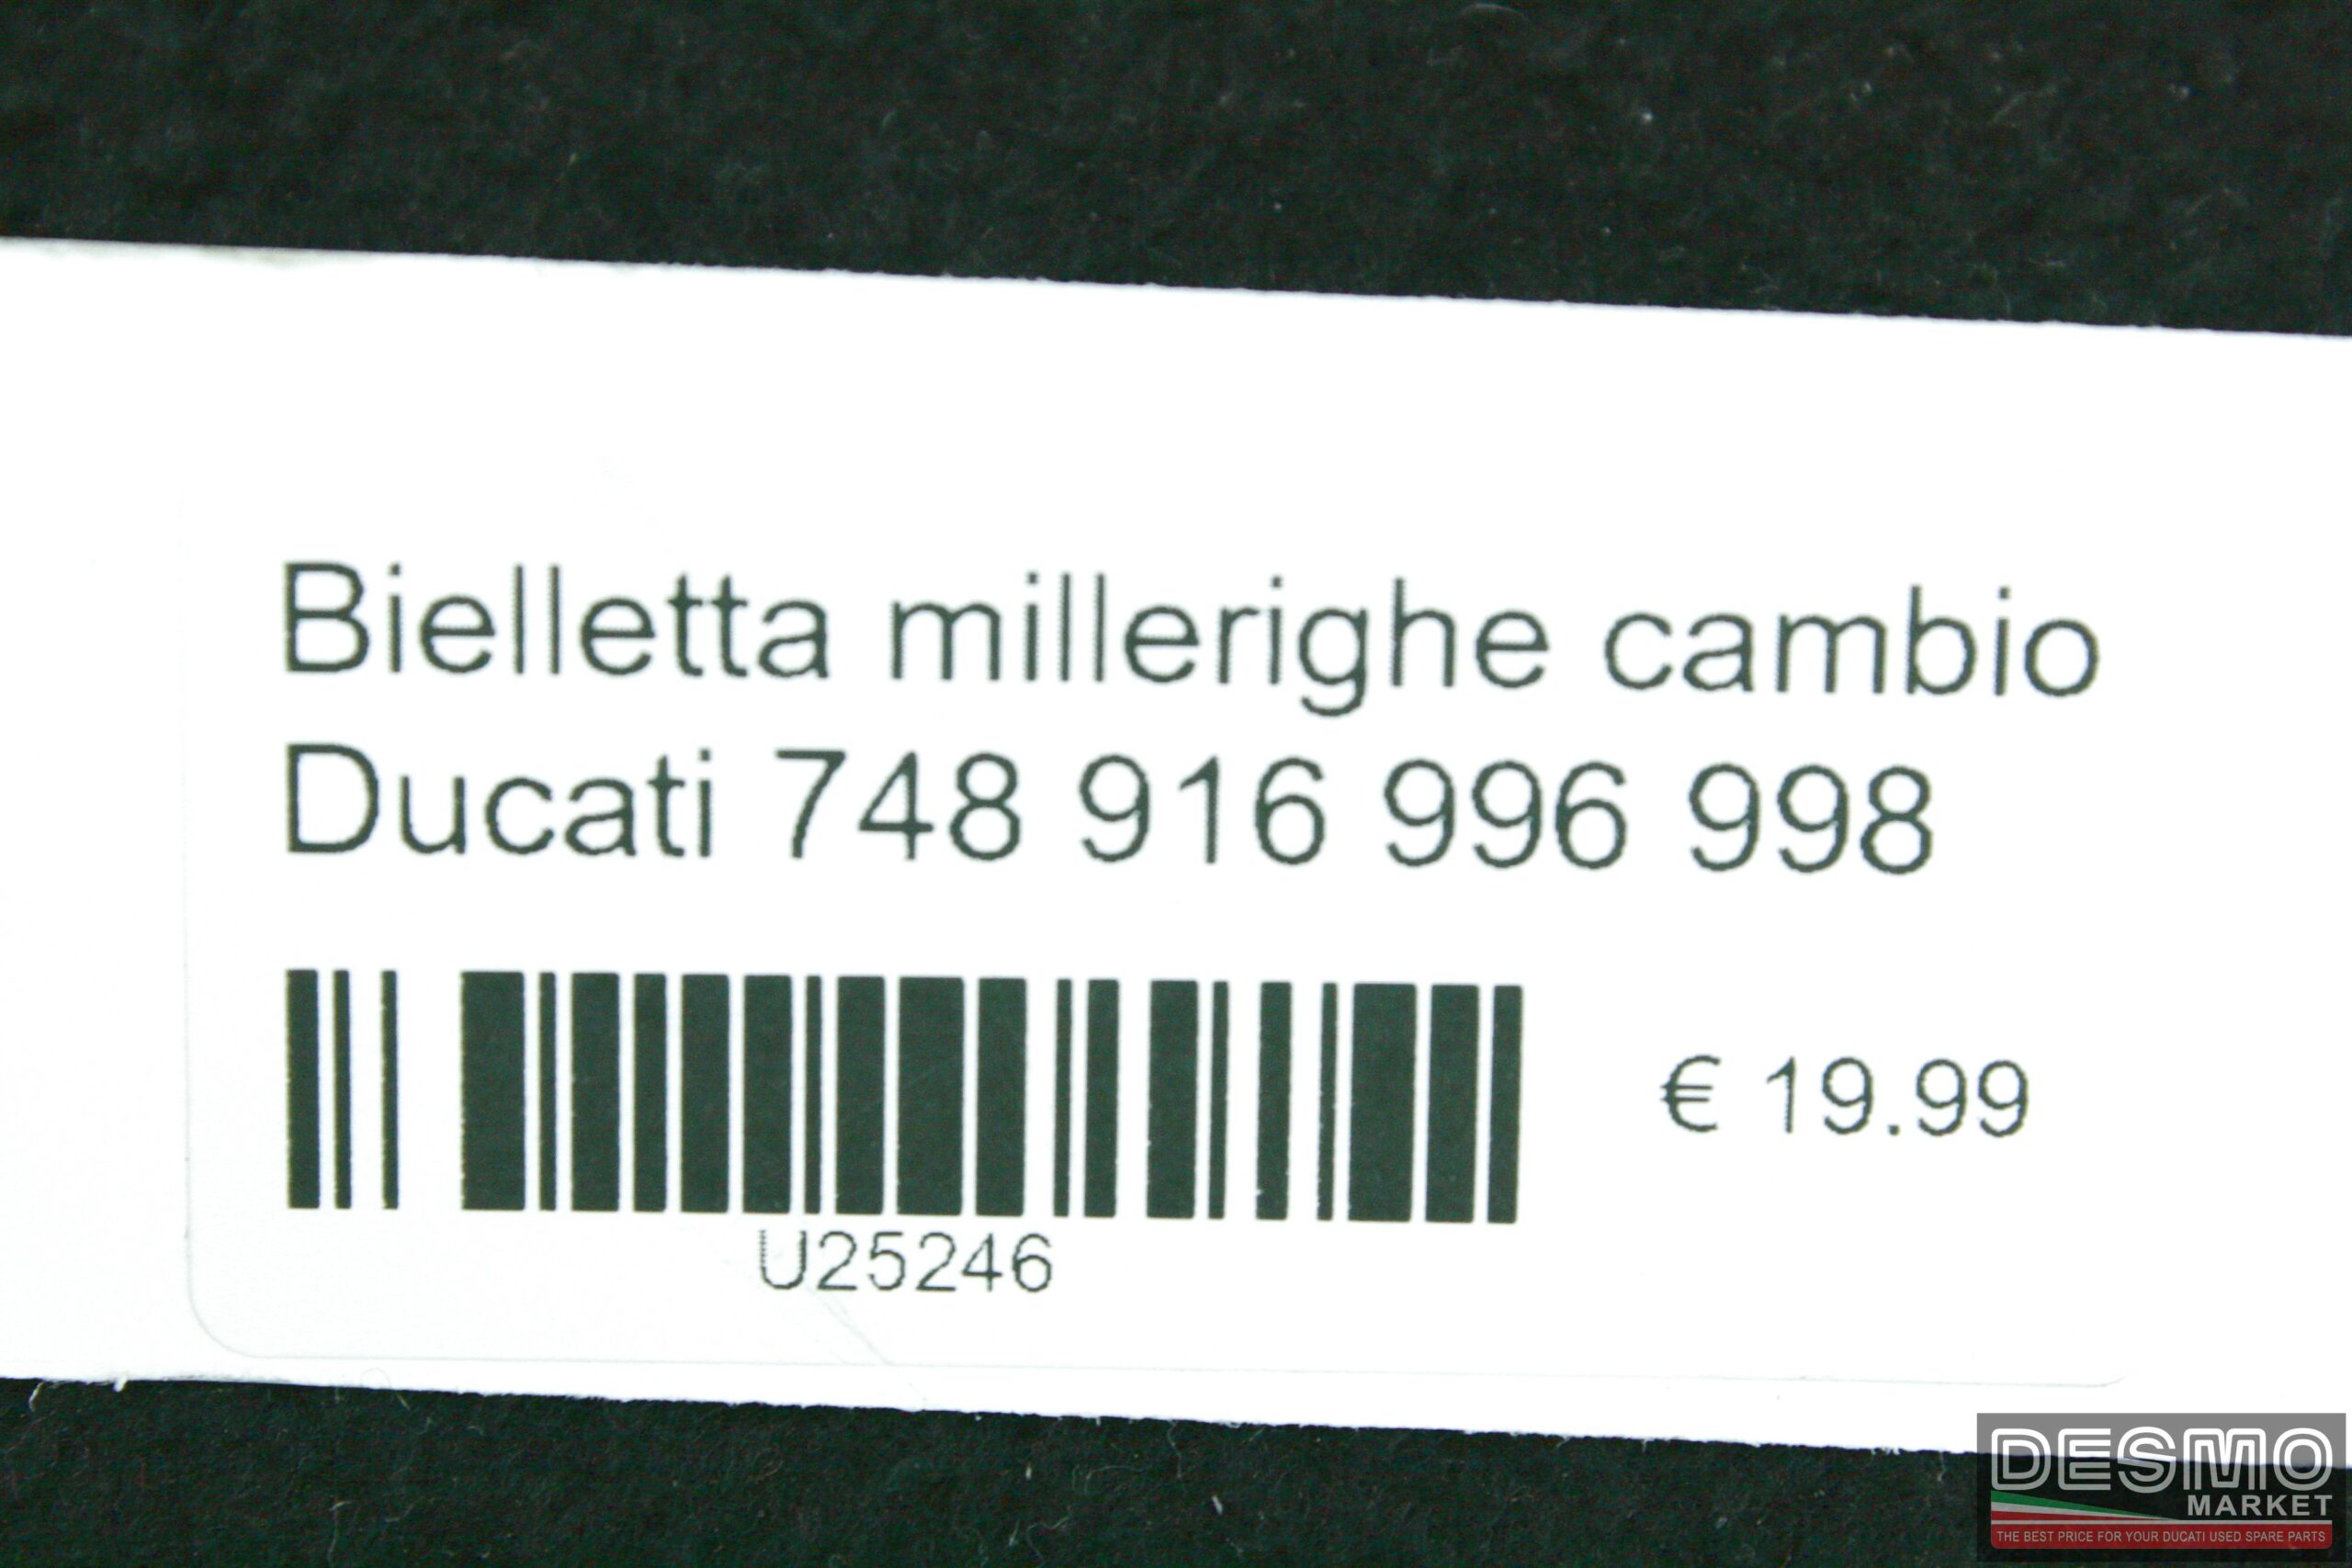 Bielletta millerighe cambio
Ducati 748 916 996 998
€ 19.99
U25246
DESMO
MARKET
THE BEST PRICE FOR YOUR DUCATI USED SPARE PARTS